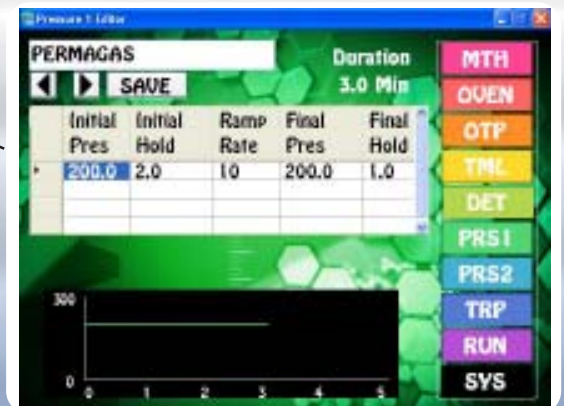 Pressure 1 Editor
PERMAGAS
Duration
3.0 Min
SAVE
Initial Pres Initial Hold Ramp Rate Final Pres Final Hold
200.0 2.0 10 200.0 1.0
MTH
OVEN
OTP
TML
DET
PRS1
PRS2
TRP
RUN
SYS
300
0
0 1 2 3 4 5